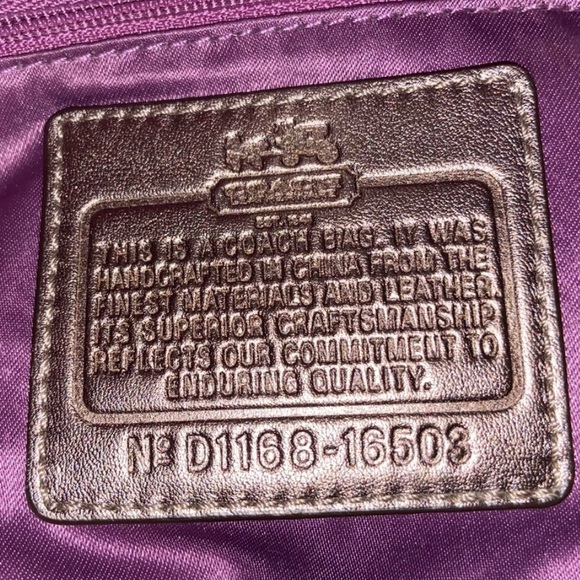 COACH
EST. 1941
THIS IS A COACH BAG. IT WAS
HANDCRAFTED IN CHINA FROM THE
FINEST MATERIALS AND LEATHER.
ITS SUPERIOR CRAFTSMANSHIP
REFLECTS OUR COMMITMENT TO
ENDURING QUALITY.
Nº D1168-16503